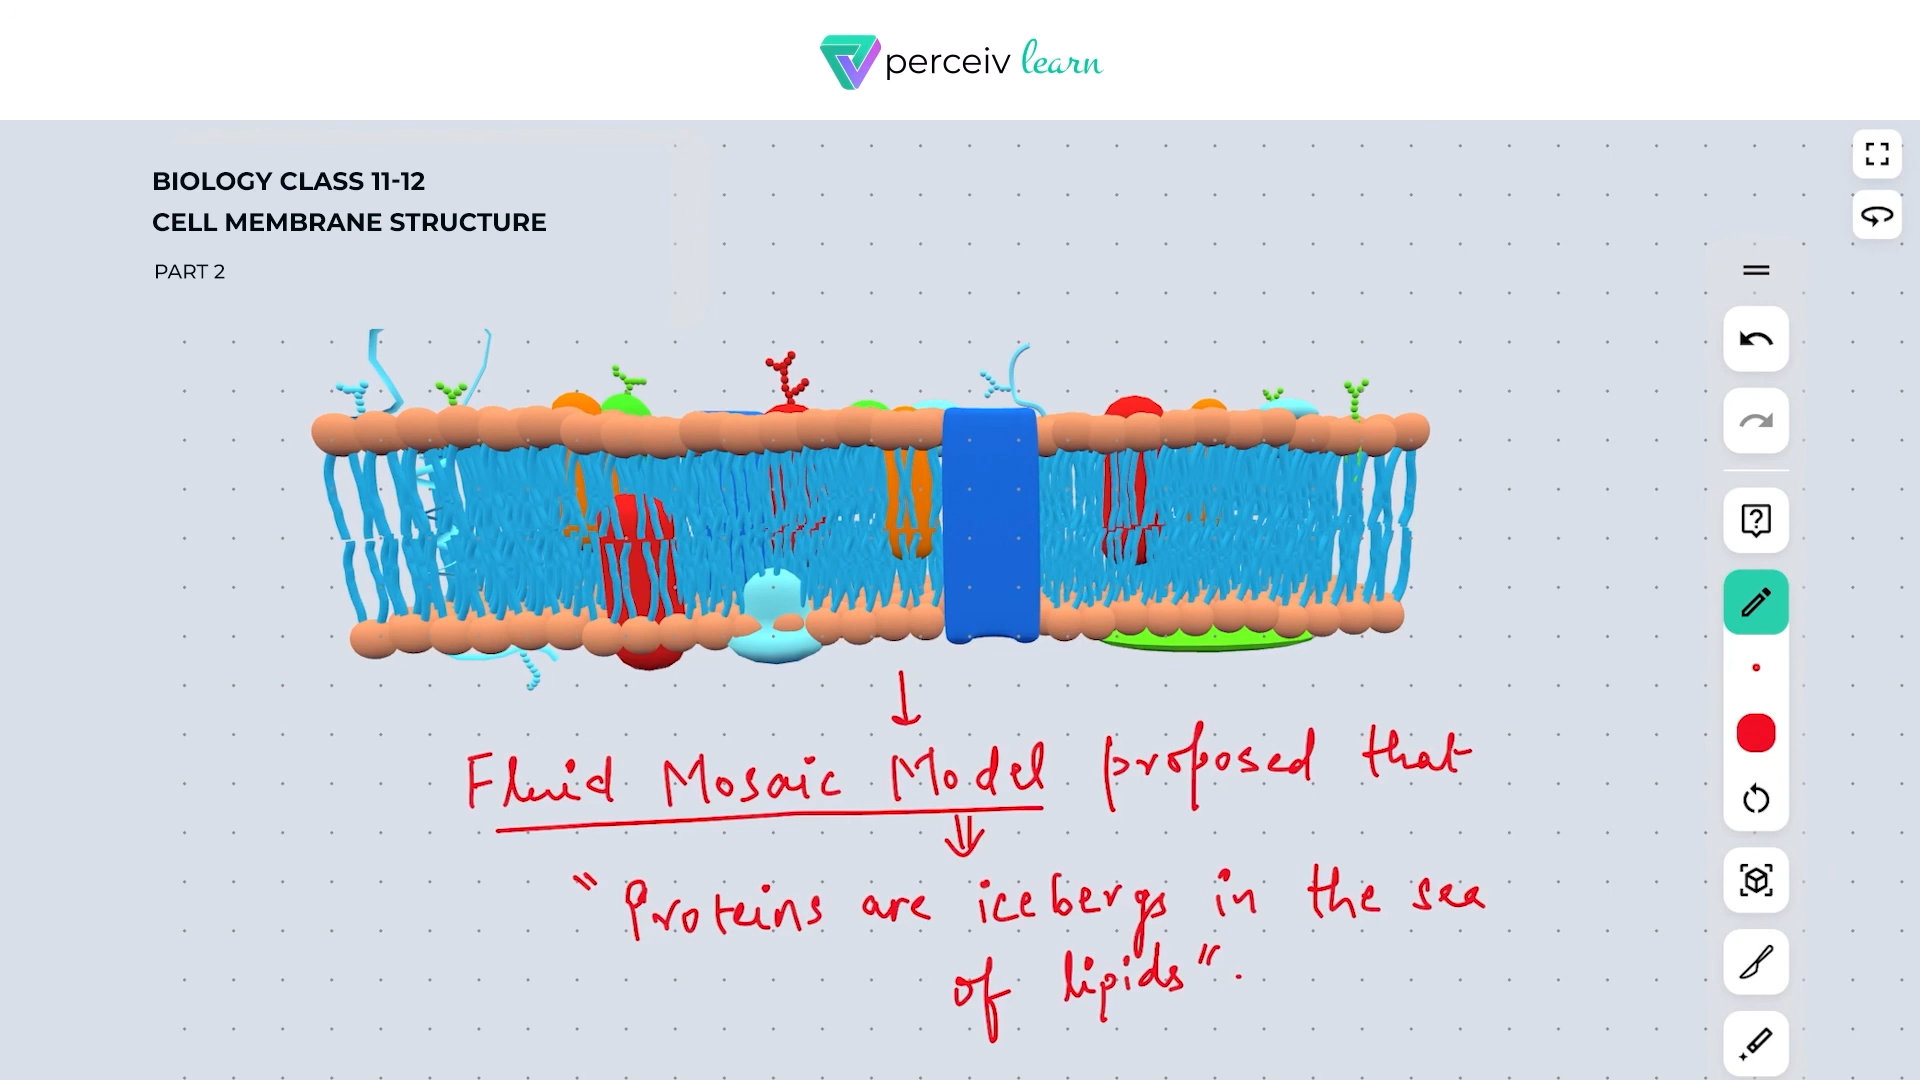 perceiv learn
BIOLOGY CLASS 11-12
CELL MEMBRANE STRUCTURE
PART 2
Fluid Mosaic Model proposed that
"Proteins are icebergs in the sea
of lipids".